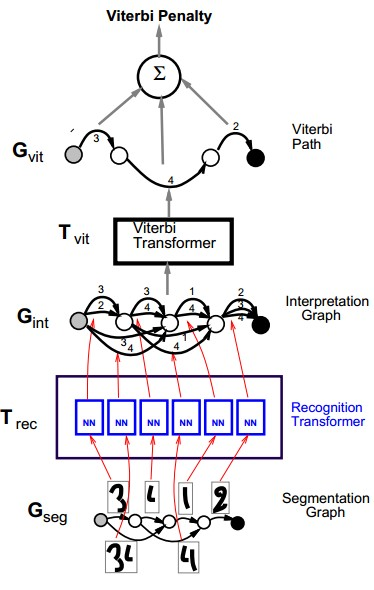 Viterbi Penalty
Σ
3
2
Viterbi
Path
G vit
4
T vit
Viterbi
Transformer
3
3
1
2
Interpretation
Graph
2
4
4
3
G int
4
3
4
1
4
T rec
NN NN NN NN NN NN
Recognition
Transformer
3 4 1 2
Segmentation
Graph
G seg
34 4